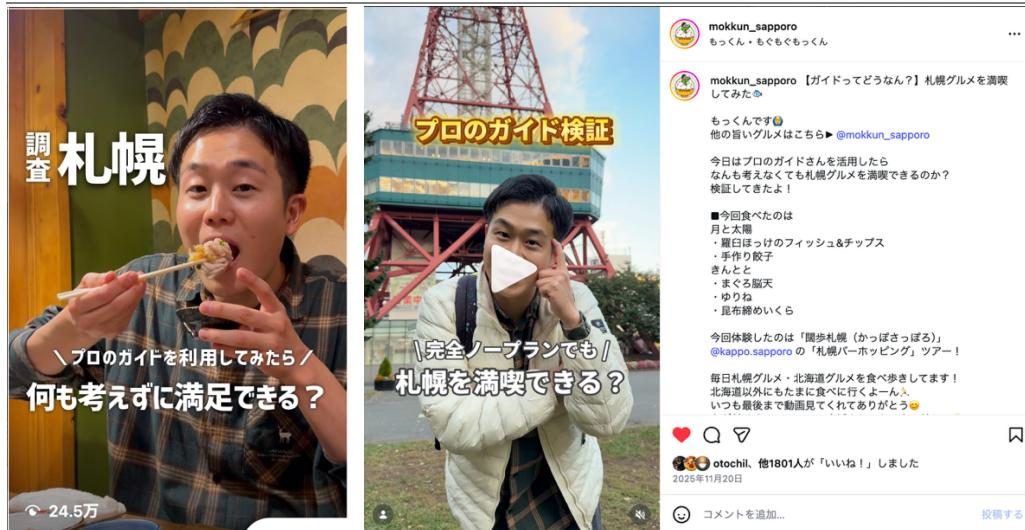 調査 札幌
\ プロのガイドを利用してみたら /
何も考えずに満足できる?
24.5万
プロのガイド検証
\ 完全ノープランでも /
札幌を満喫できる?
mokkun_sapporo
もっくん・もぐもぐもっくん
mokkun_sapporo 【ガイドってどうなん?】札幌グルメを満喫
してみた🐟
もっくんです🙆
他の旨いグルメはこちら▶ @mokkun_sapporo
今日はプロのガイドさんを活用したら
なんも考えなくても札幌グルメを満喫できるのか?
検証してきたよ!
■今回食べたのは
月と太陽
・羅臼ほっけのフィッシュ&チップス
・手作り餃子
きんとと
・まぐろ脳天
・ゆりね
・昆布締めいくら
今回体験したのは「闊歩札幌(かっぽさっぽろ)」
@kappo.sapporo の「札幌バーホッピング」ツアー!
毎日札幌グルメ・北海道グルメを食べ歩きしてます!
北海道以外にもたまに食べに行くよーん
いつも最後まで動画見てくれてありがとう😊
otochil、他1801人が「いいね!」しました
2025年11月20日
コメントを追加...
投稿する